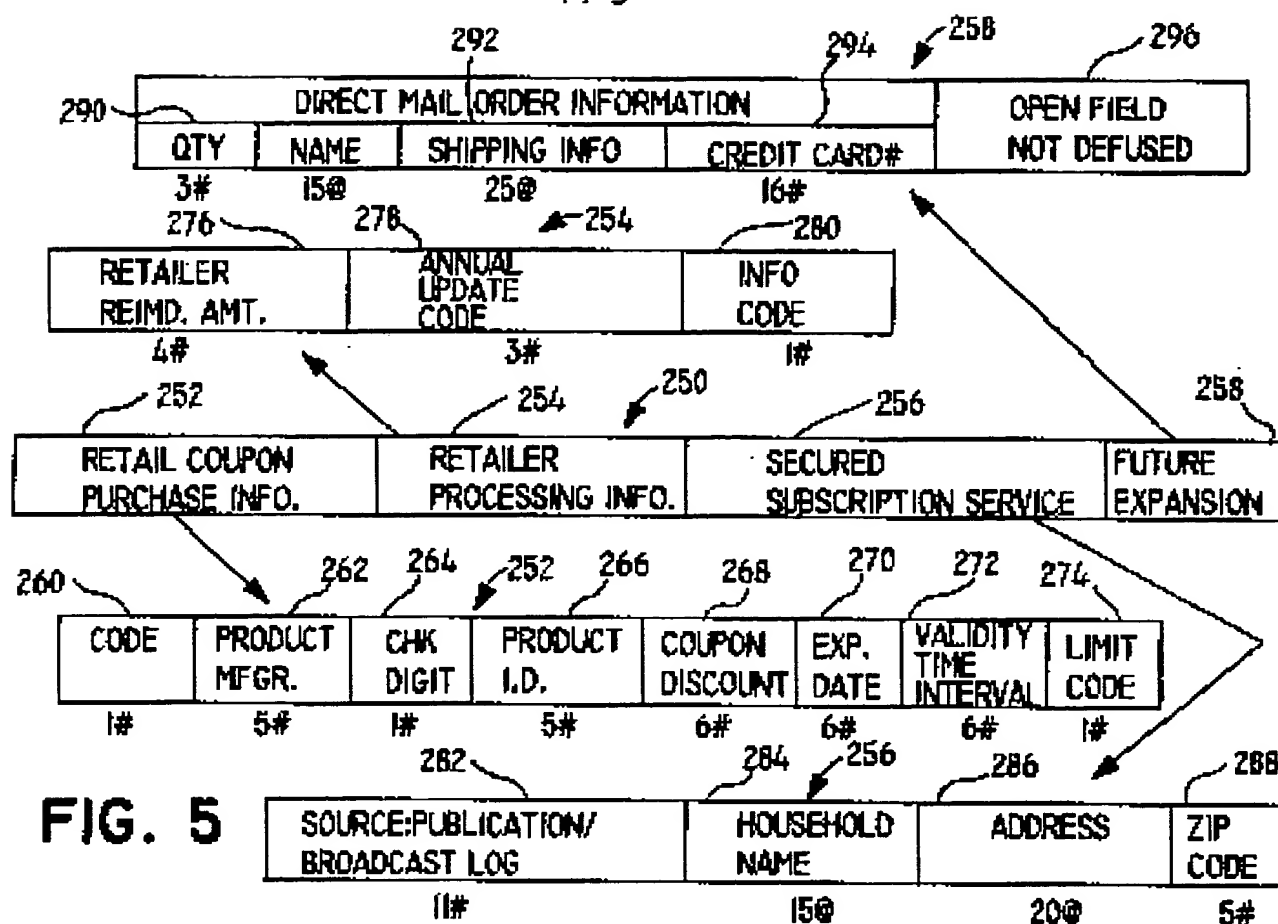 292 294 258 296
DIRECT MAIL ORDER INFORMATION
290
OPEN FIELD
NOT DEFUSED
QTY NAME SHIPPING INFO CREDIT CARD#
3# 15@ 25@ 16#
276 278 254 280
RETAILER
REIMD. AMT.
ANNUAL
UPDATE
CODE
INFO
CODE
4# 3# 1#
252 254 250 256 258
RETAIL COUPON
PURCHASE INFO.
RETAILER
PROCESSING INFO.
SECURED
SUBSCRIPTION SERVICE
FUTURE
EXPANSION
260 262 264 252 266 268 270 272 274
CODE
PRODUCT
MFGR.
CHK
DIGIT
PRODUCT
I.D.
COUPON
DISCOUNT
EXP.
DATE
VALIDITY
TIME
INTERVAL
LIMIT
CODE
1# 5# 1# 5# 6# 6# 6# 1#
282 284 256 286 288
FIG. 5
SOURCE:PUBLICATION/
BROADCAST LOG
HOUSEHOLD
NAME
ADDRESS
ZIP
CODE
11# 15@ 20@ 5#